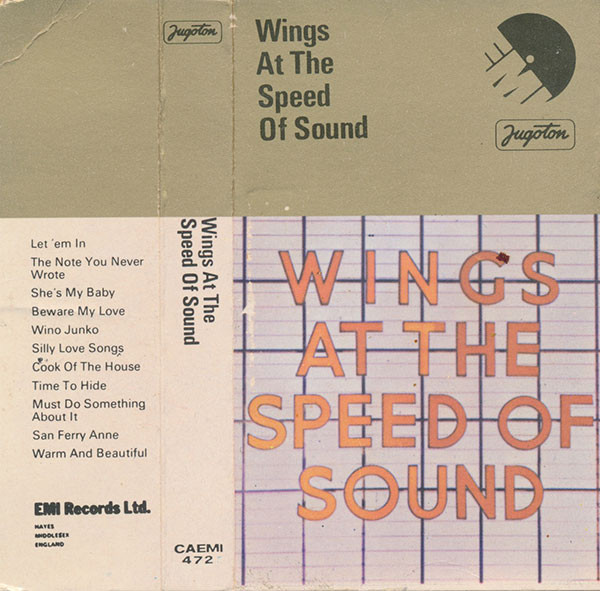 Jugoton
Wings
At The
Speed
Of Sound
EMI
Jugoton
Let 'em In
The Note You Never
Wrote
She's My Baby
Beware My Love
Wino Junko
Silly Love Songs
Cook Of The House
Time To Hide
Must Do Something
About It
San Ferry Anne
Warm And Beautiful
EMI Records Ltd.
HAYES
MIDDLESEX
ENGLAND
Wings At The
Speed Of Sound
CAEMI
472
WINGS
AT THE
SPEED OF
SOUND